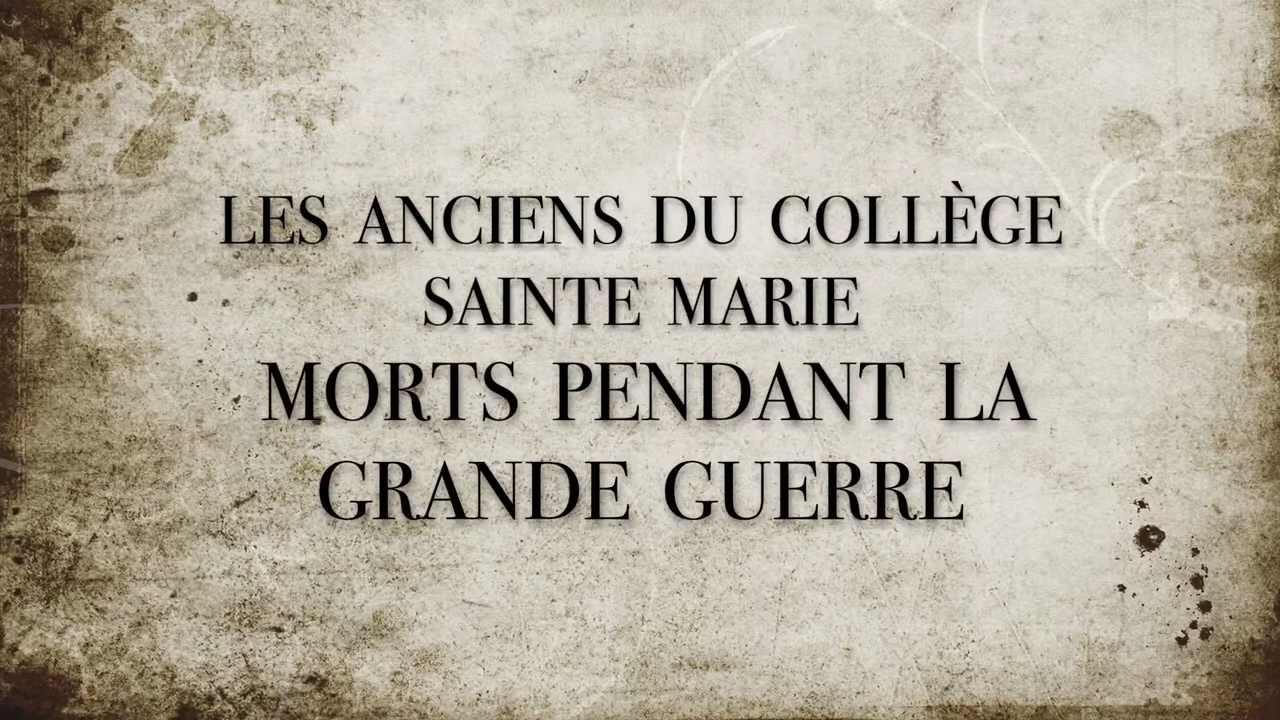 LES ANCIENS DU COLLÈGE
SAINTE MARIE
MORTS PENDANT LA
GRANDE GUERRE